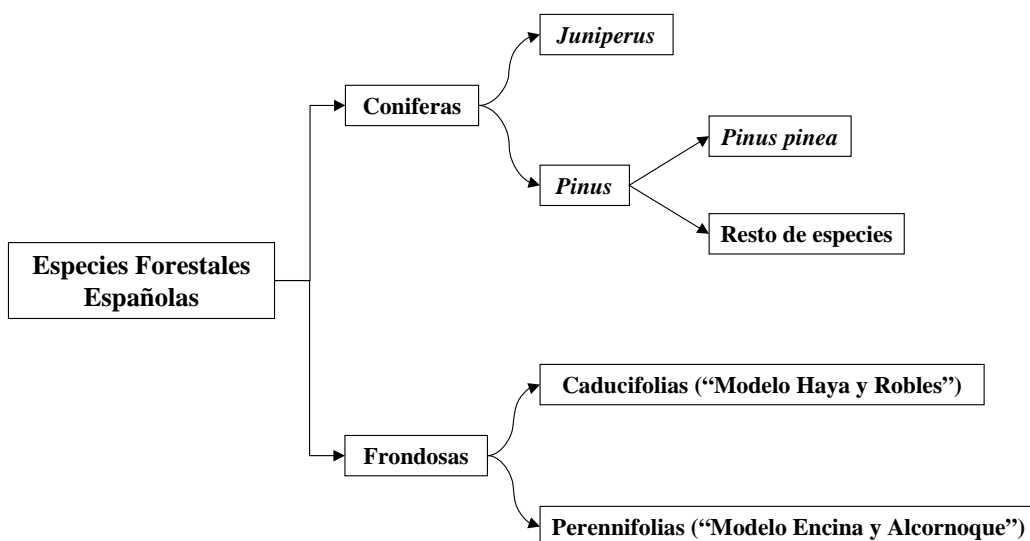 Juniperus
Coniferas
Pinus pinea
Pinus
Resto de especies
Especies Forestales
Españolas
Caducifolias (“Modelo Haya y Robles”)
Frondosas
Perennifolias (“Modelo Encina y Alcornoque”)